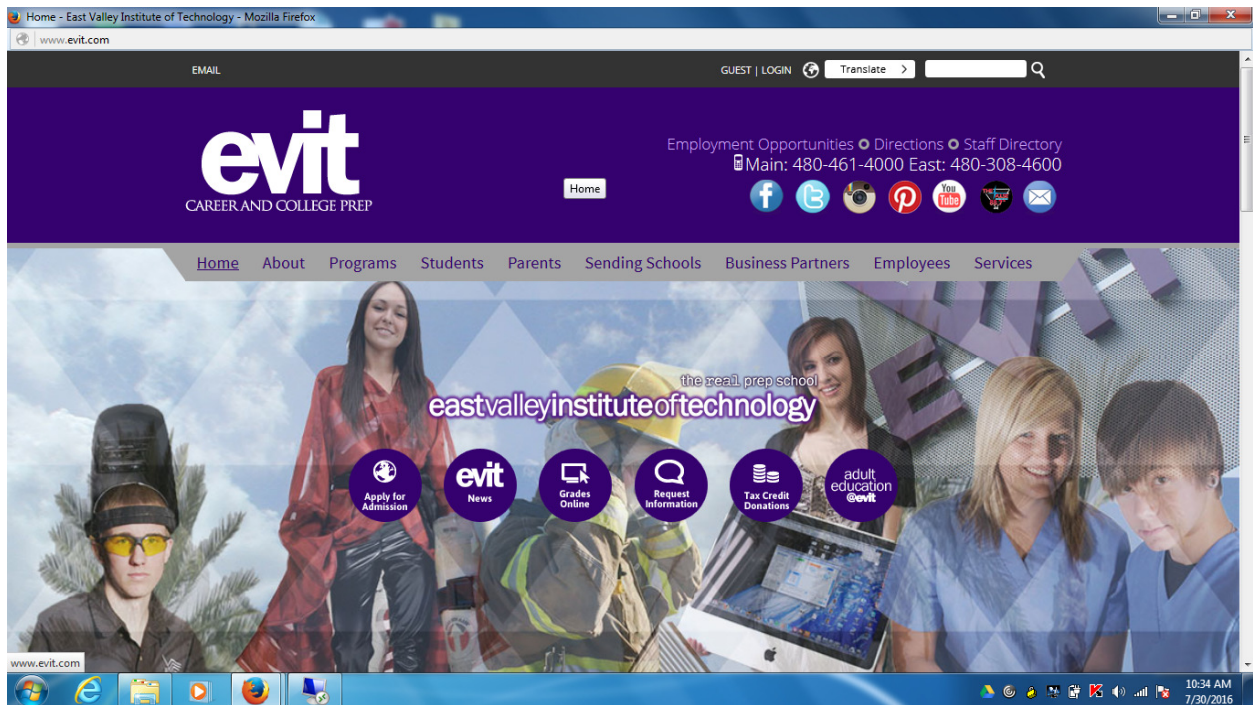 Home - East Valley Institute of Technology - Mozilla Firefox
www.evit.com
EMAIL
GUEST | LOGIN Translate >
evit
CAREER AND COLLEGE PREP
Home
Employment Opportunities Directions Staff Directory
Main: 480-461-4000 East: 480-308-4600
You
Tube
Home About Programs Students Parents Sending Schools Business Partners Employees Services
EVIT
the real prep school
eastvalleyinstituteoftechnology
Apply for
Admission
evit
News
Grades
Online
Request
Information
Tax Credit
Donations
adult
education
@evit
www.evit.com
10:34 AM
7/30/2016